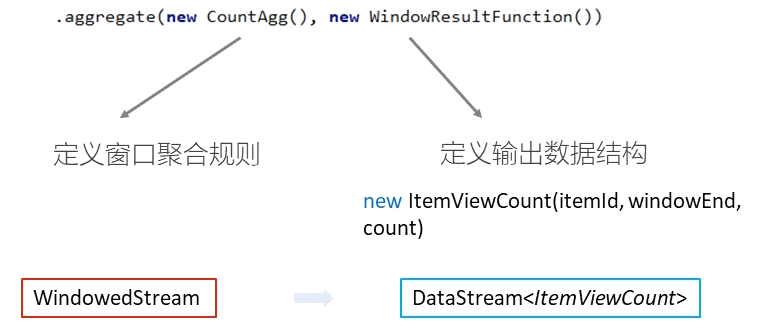 .aggregate(new CountAgg(), new WindowResultFunction())
定义窗口聚合规则
定义输出数据结构
new ItemViewCount(itemId, windowEnd,
count)
WindowedStream
DataStream<ItemViewCount>